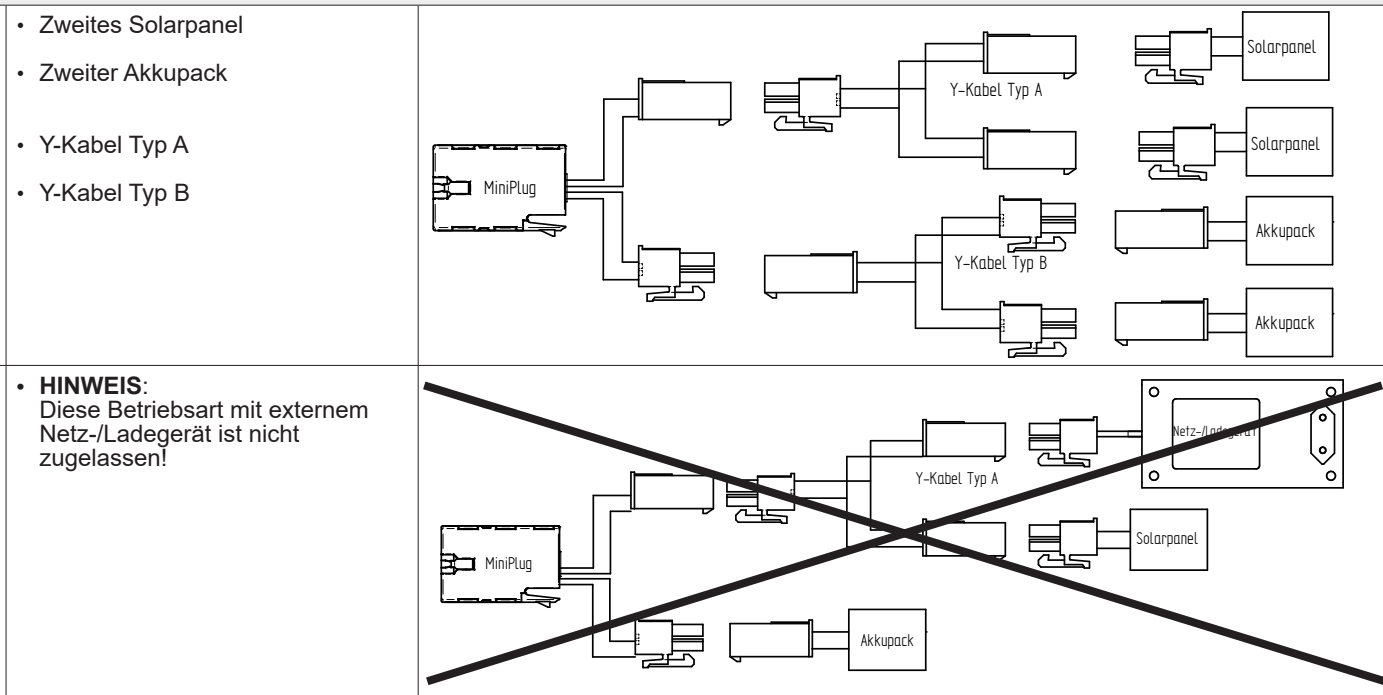 • Zweites Solarpanel
• Zweiter Akkupack
• Y-Kabel Typ A
• Y-Kabel Typ B
MiniPlug
Y-Kabel Typ A
Solarpanel
Solarpanel
Y-Kabel Typ B
Akkupack
Akkupack
• HINWEIS:
Diese Betriebsart mit externem
Netz-/Ladegerät ist nicht
zugelassen!
MiniPlug
Y-Kabel Typ A
Netz-/Ladegerät
Solarpanel
Akkupack